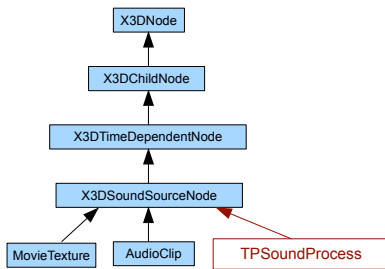 X3DNode
X3DChildNode
X3DTimeDependentNode
X3DSoundSourceNode
MovieTexture
AudioClip
TPSoundProcess